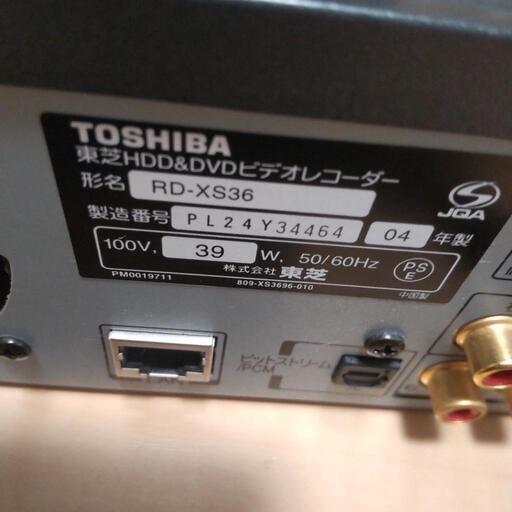 TOSHIBA
東芝HDD&DVDビデオレコーダー
形名 RD-XS36
製造番号 PL24Y34464 04 年製
JQA
100V, 39 W, 50/60Hz
PS
E
株式会社 東芝
PM0019711
809-XS3696-010
中国製
LAN
ビットストリーム
/PCM